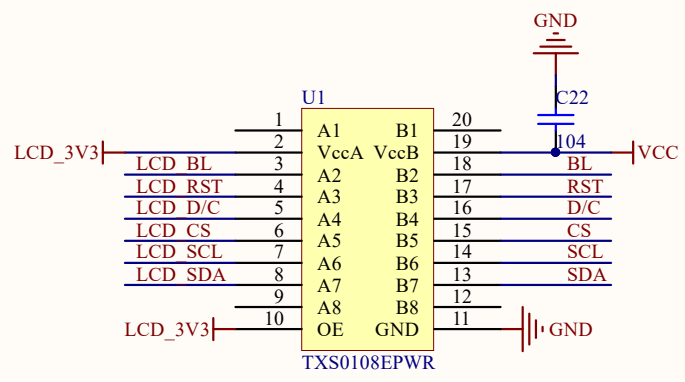 GND
C22
104
U1
1 A1 B1 20
LCD_3V3 2 VccA VccB 19 VCC
LCD_BL 3 A2 B2 18 BL
LCD_RST 4 A3 B3 17 RST
LCD_D/C 5 A4 B4 16 D/C
LCD_CS 6 A5 B5 15 CS
LCD_SCL 7 A6 B6 14 SCL
LCD_SDA 8 A7 B7 13 SDA
9 A8 B8 12
LCD_3V3 10 OE GND 11 GND
TXS0108EPWR